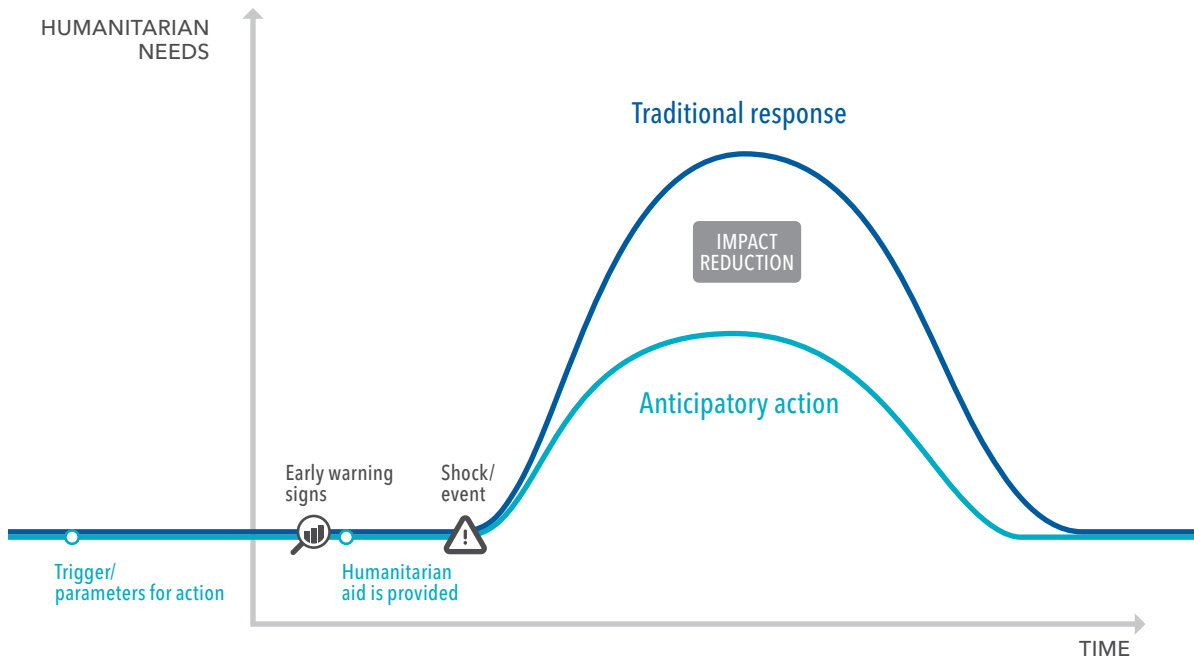 HUMANITARIAN
NEEDS
Traditional response
IMPACT
REDUCTION
Anticipatory action
Early warning
signs
Shock/
event
Trigger/
parameters for action
Humanitarian
aid is provided
TIME